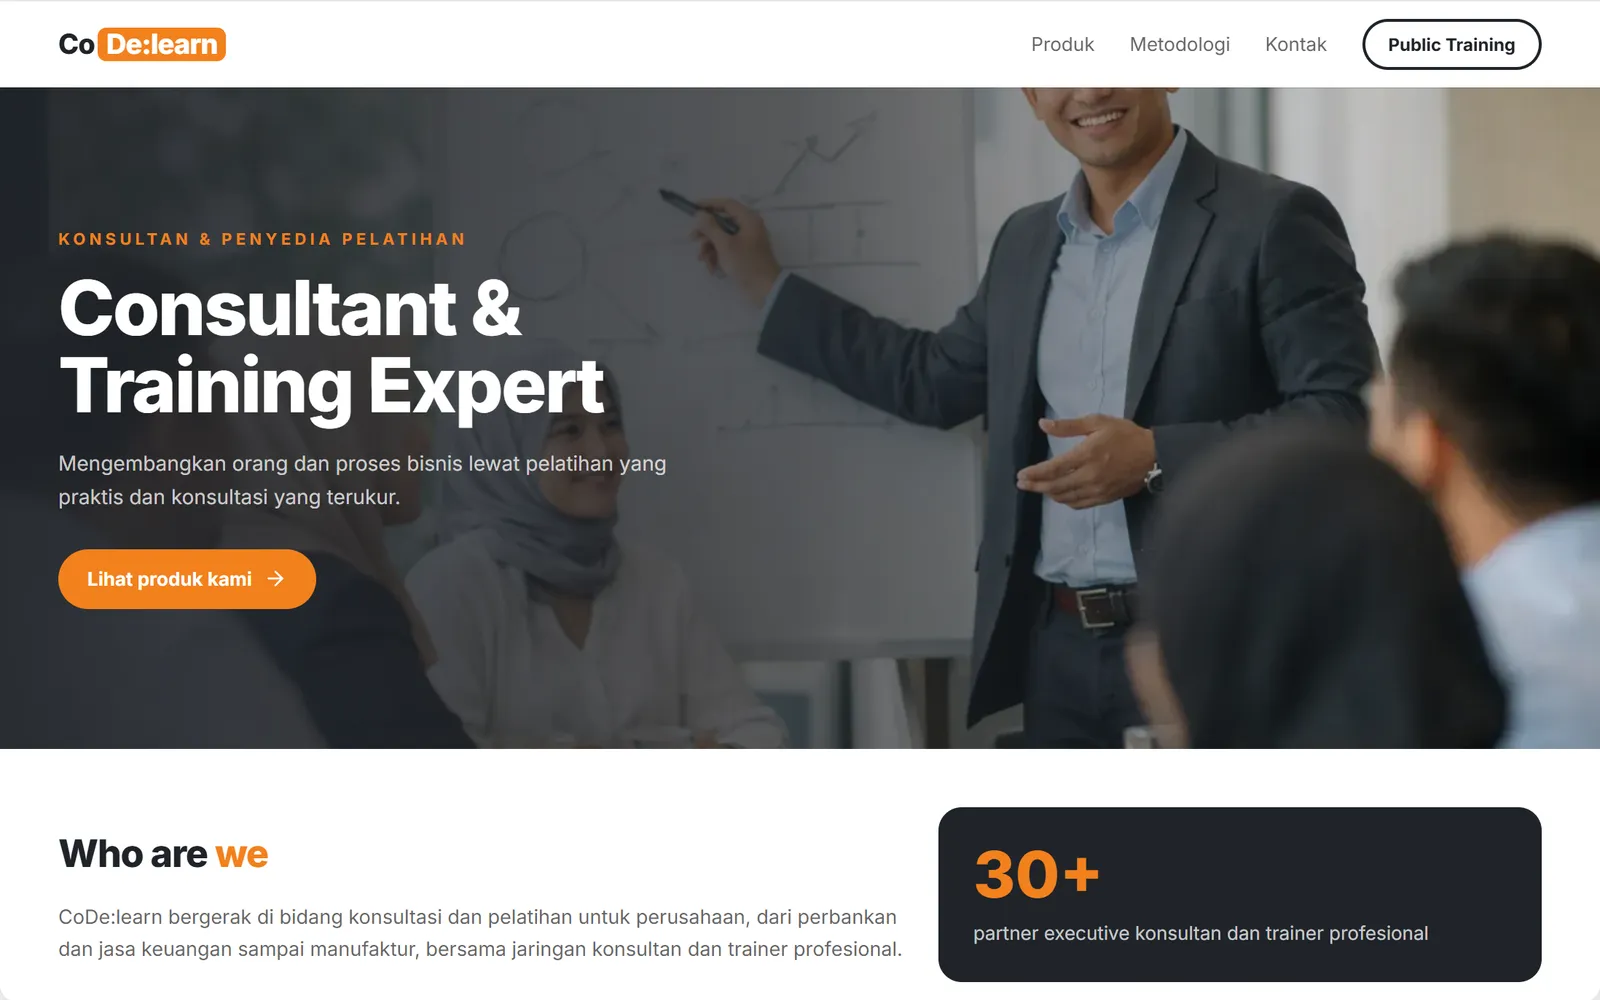 CoDe:learn
Produk
Metodologi
Kontak
Public Training
KONSULTAN & PENYEDIA PELATIHAN
Consultant &
Training Expert
Mengembangkan orang dan proses bisnis lewat pelatihan yang
praktis dan konsultasi yang terukur.
Lihat produk kami →
Who are we
CoDe:learn bergerak di bidang konsultasi dan pelatihan untuk perusahaan, dari perbankan
dan jasa keuangan sampai manufaktur, bersama jaringan konsultan dan trainer profesional.
30+
partner executive konsultan dan trainer profesional